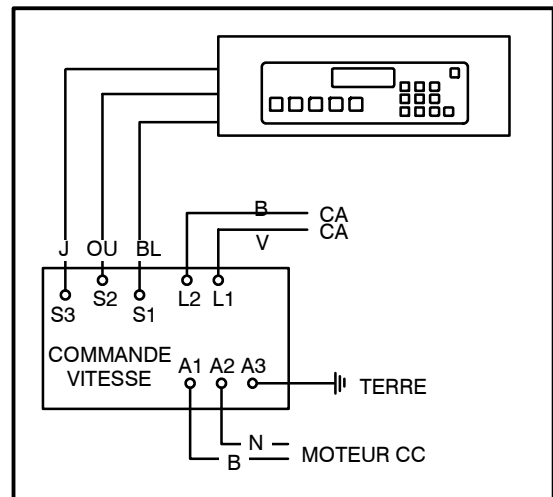 B CA
V CA
J OU BL
S3 S2 S1 L2 L1
COMMANDE
VITESSE
A1 A2 A3
TERRE
N
B
MOTEUR CC